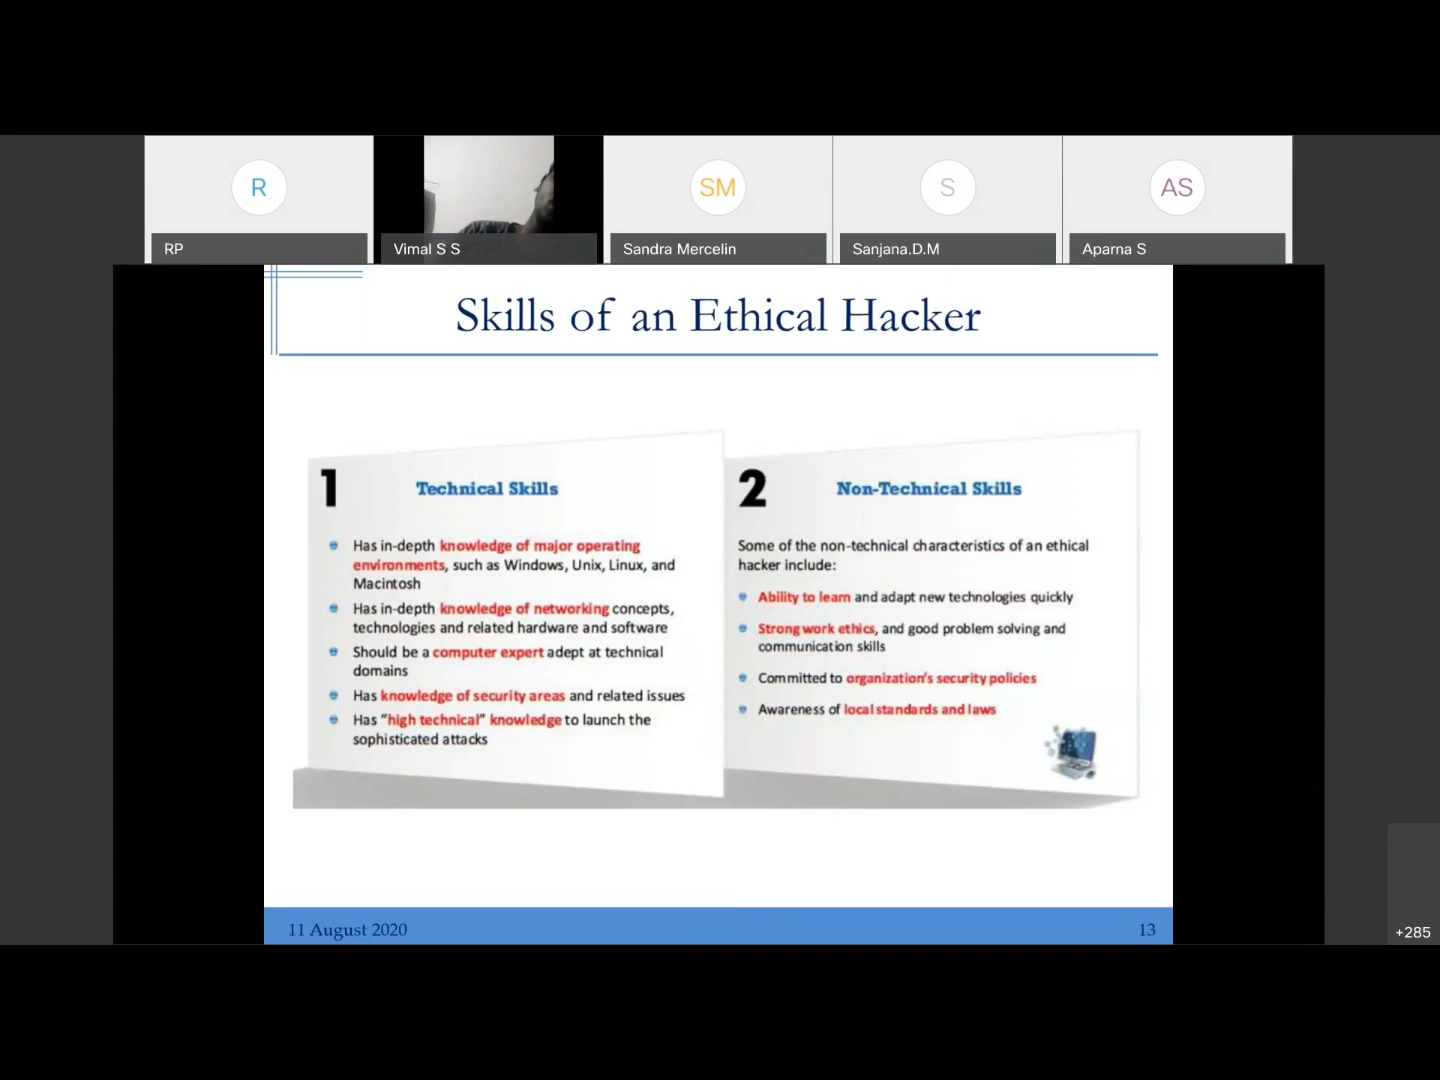 R
SM
S
AS
RP
Vimal S S
Sandra Mercelin
Sanjana.D.M
Aparna S
Skills of an Ethical Hacker
1
Technical Skills
Has in-depth knowledge of major operating
environments, such as Windows, Unix, Linux, and
Macintosh
Has in-depth knowledge of networking concepts,
technologies and related hardware and software
Should be a computer expert adept at technical
domains
Has knowledge of security areas and related issues
Has “high technical” knowledge to launch the
sophisticated attacks
2
Non-Technical Skills
Some of the non-technical characteristics of an ethical
hacker include:
Ability to learn and adapt new technologies quickly
Strong work ethics, and good problem solving and
communication skills
Committed to organization's security policies
Awareness of local standards and laws
11 August 2020
13
+285